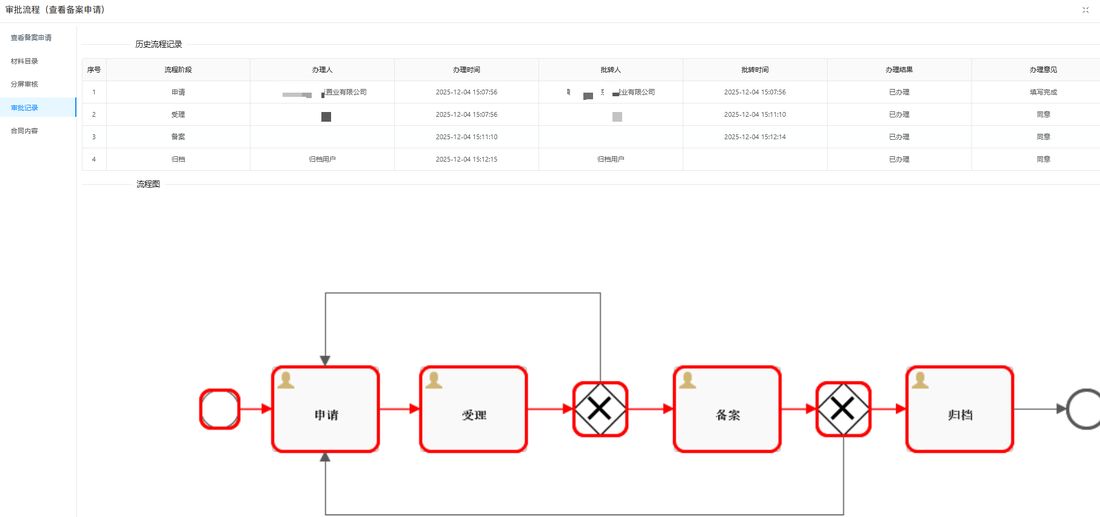 审批流程（查看备案申请）
查看备案申请
材料目录
分屏审核
审批记录
合同内容
历史流程记录
序号 流程阶段 办理人 办理时间 批转人 批转时间 办理结果 办理意见
1 申请 置业有限公司 2025-12-04 15:07:56 业有限公司 2025-12-04 15:07:56 已办理 填写完成
2 受理 2025-12-04 15:07:56 2025-12-04 15:11:10 已办理 同意
3 备案 2025-12-04 15:11:10 2025-12-04 15:12:14 已办理 同意
4 归档 归档用户 2025-12-04 15:12:15 归档用户 已办理 同意
流程图
申请
受理
备案
归档